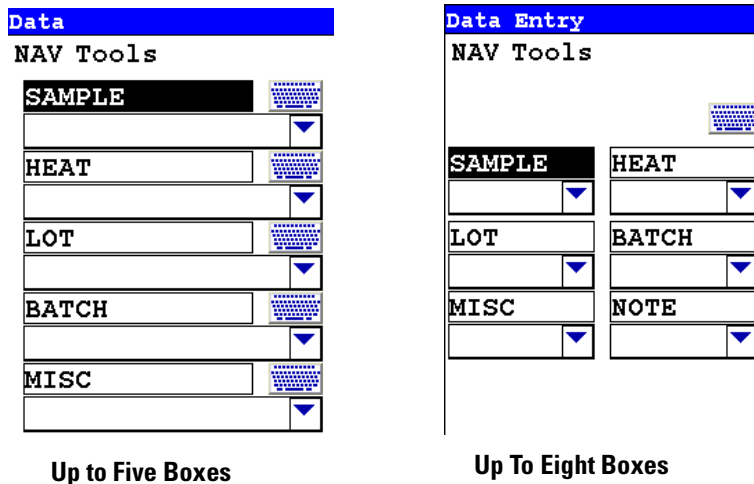 Data
NAV Tools
SAMPLE
HEAT
LOT
BATCH
MISC
Up to Five Boxes
Data Entry
NAV Tools
SAMPLE HEAT
LOT BATCH
MISC NOTE
Up To Eight Boxes